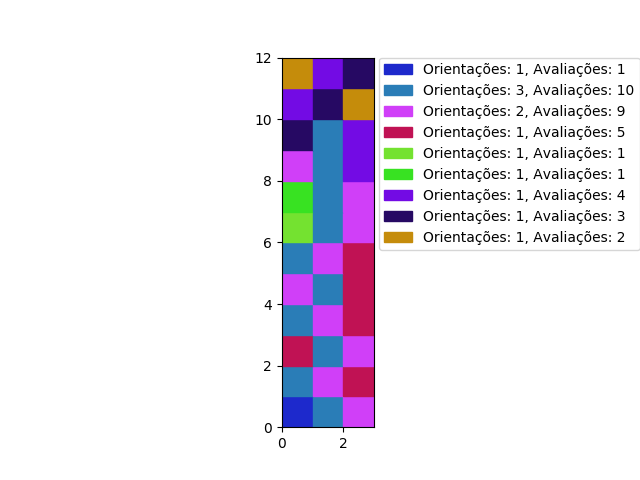 12
10
8
6
4
2
0
0 2
Orientações: 1, Avaliações: 1
Orientações: 3, Avaliações: 10
Orientações: 2, Avaliações: 9
Orientações: 1, Avaliações: 5
Orientações: 1, Avaliações: 1
Orientações: 1, Avaliações: 1
Orientações: 1, Avaliações: 4
Orientações: 1, Avaliações: 3
Orientações: 1, Avaliações: 2